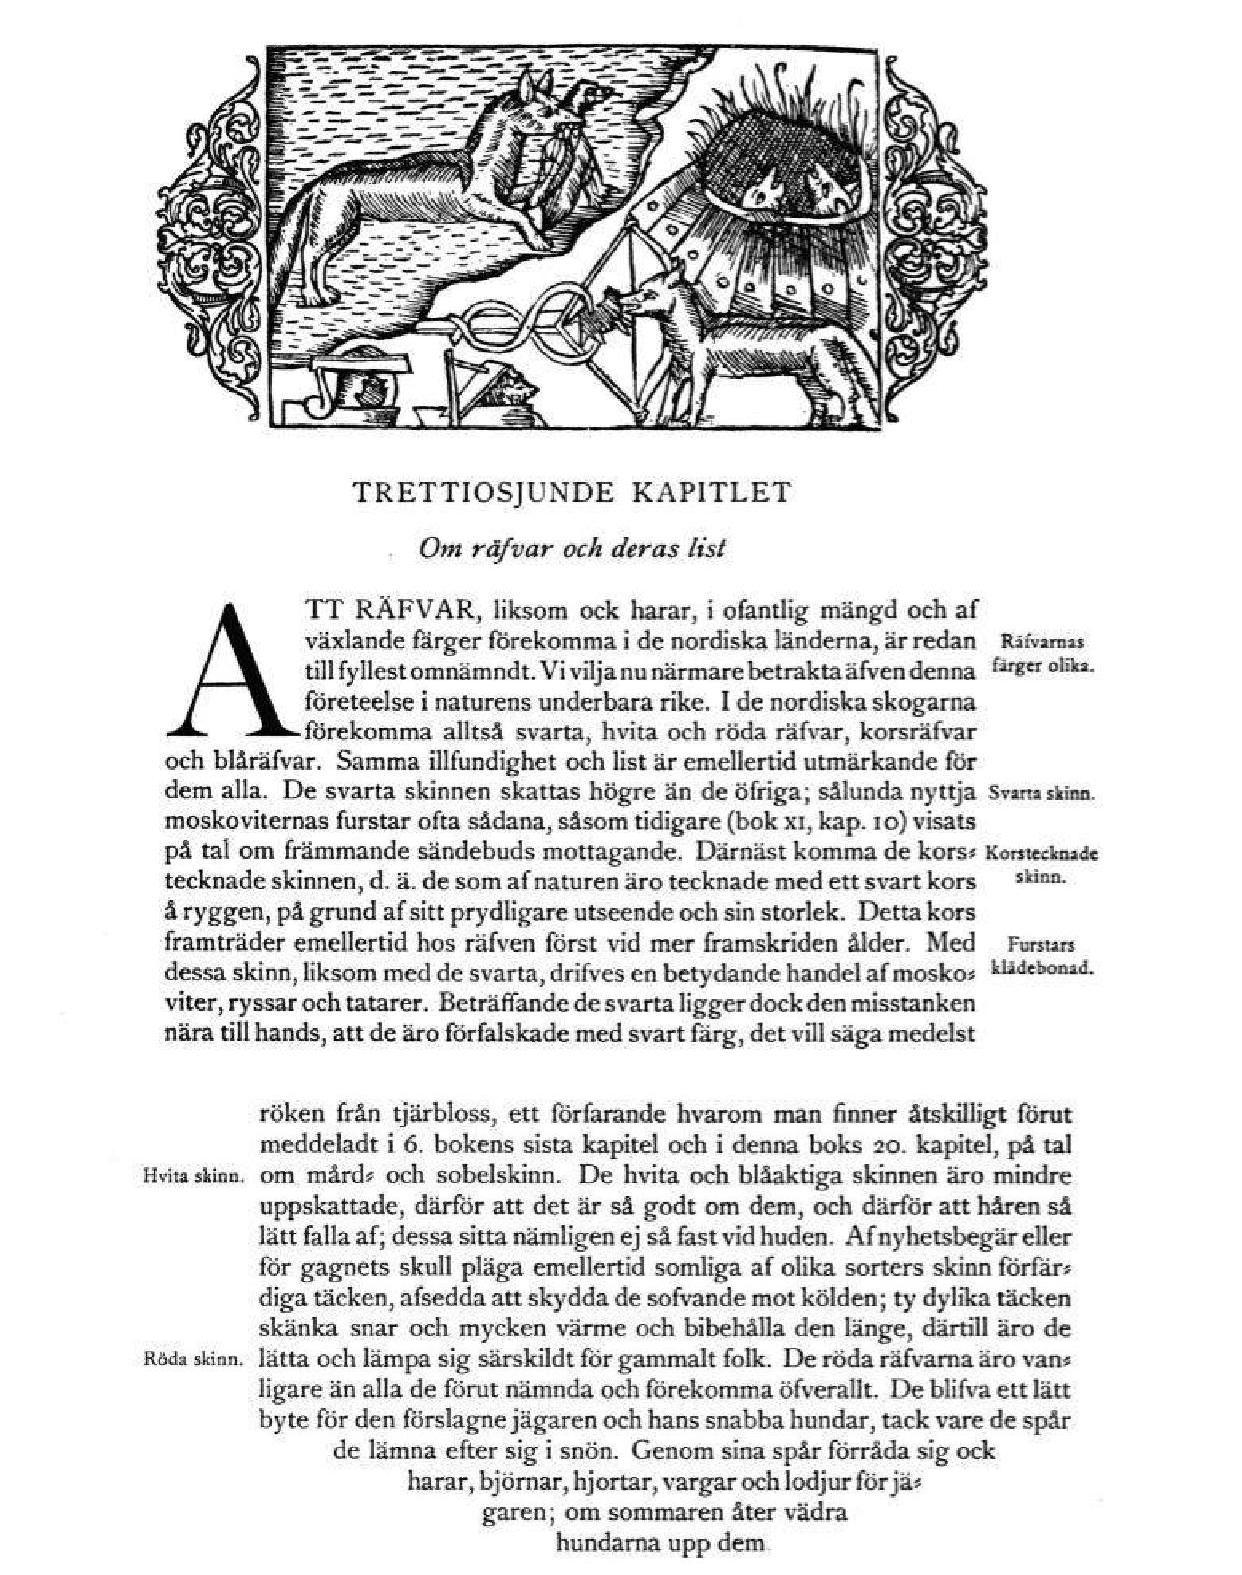 TRETTIOSJUNDE KAPITLET
Om räfvar och deras list
ATT RÄFVAR, liksom ock harar, i ofantlig mängd och af
växlande färger förekomma i de nordiska länderna, är redan
Räfvarnas
färger olika.
till fyllest omnämndt. Vi vilja nu närmare betrakta äfven denna
företeelse i naturens underbara rike. I de nordiska skogarna
förekomma alltså svarta, hvita och röda räfvar, korsräfvar
och blåräfvar. Samma illfundighet och list är emellertid utmärkande för
dem alla. De svarta skinnen skattas högre än de öfriga; sålunda nyttja
Svarta skinn.
moskoviternas furstar ofta sådana, såsom tidigare (bok XI, kap. 10) visats
på tal om främmande sändebuds mottagande. Därnäst komma de kors⸗
Korstecknade
skinn.
tecknade skinnen, d. ä. de som af naturen äro tecknade med ett svart kors
å ryggen, på grund af sitt prydligare utseende och sin storlek. Detta kors
framträder emellertid hos räfven först vid mer framskriden ålder. Med
Furstars
klädebonad.
dessa skinn, liksom med de svarta, drifves en betydande handel af mosko⸗
viter, ryssar och tatarer. Beträffande de svarta ligger dock den misstanken
nära till hands, att de äro förfalskade med svart färg, det vill säga medelst
röken från tjärbloss, ett förfarande hvarom man finner åtskilligt förut
meddeladt i 6. bokens sista kapitel och i denna boks 20. kapitel, på tal
Hvita skinn.
om mård⸗ och sobelskinn. De hvita och blåaktiga skinnen äro mindre
uppskattade, därför att det är så godt om dem, och därför att håren så
lätt falla af; dessa sitta nämligen ej så fast vid huden. Af nyhetsbegär eller
för gagnets skull pläga emellertid somliga af olika sorters skinn förfär⸗
diga täcken, afsedda att skydda de sofvande mot kölden; ty dylika täcken
skänka snar och mycken värme och bibehålla den länge, därtill äro de
Röda skinn.
lätta och lämpa sig särskildt för gammalt folk. De röda räfvarna äro van⸗
ligare än alla de förut nämnda och förekomma öfverallt. De blifva ett lätt
byte för den förslagne jägaren och hans snabba hundar, tack vare de spår
de lämna efter sig i snön. Genom sina spår förråda sig ock
harar, björnar, hjortar, vargar och lodjur för jä⸗
garen; om sommaren åter vädra
hundarna upp dem